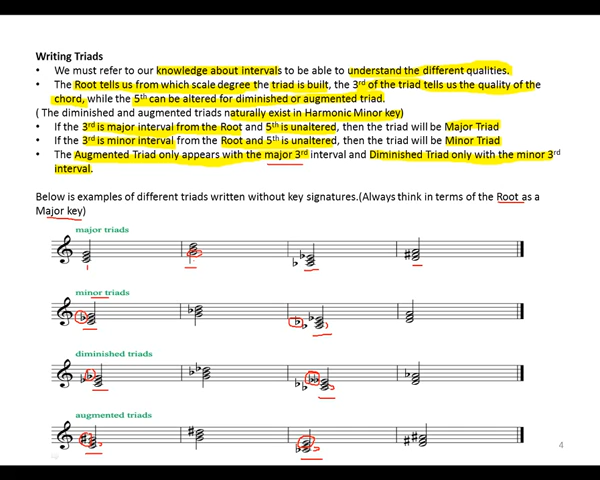 Writing Triads
• We must refer to our knowledge about intervals to be able to understand the different qualities.
• The Root tells us from which scale degree the triad is built, the 3rd of the triad tells us the quality of the
chord, while the 5th can be altered for diminished or augmented triad.
( The diminished and augmented triads naturally exist in Harmonic Minor key)
• If the 3rd is major interval from the Root and 5th is unaltered, then the triad will be Major Triad
• If the 3rd is minor interval from the Root and 5th is unaltered, then the triad will be Minor Triad
• The Augmented Triad only appears with the major 3rd interval and Diminished Triad only with the minor 3rd
interval.
Below is examples of different triads written without key signatures.(Always think in terms of the Root as a
Major key)
major triads
minor triads
diminished triads
augmented triads
4